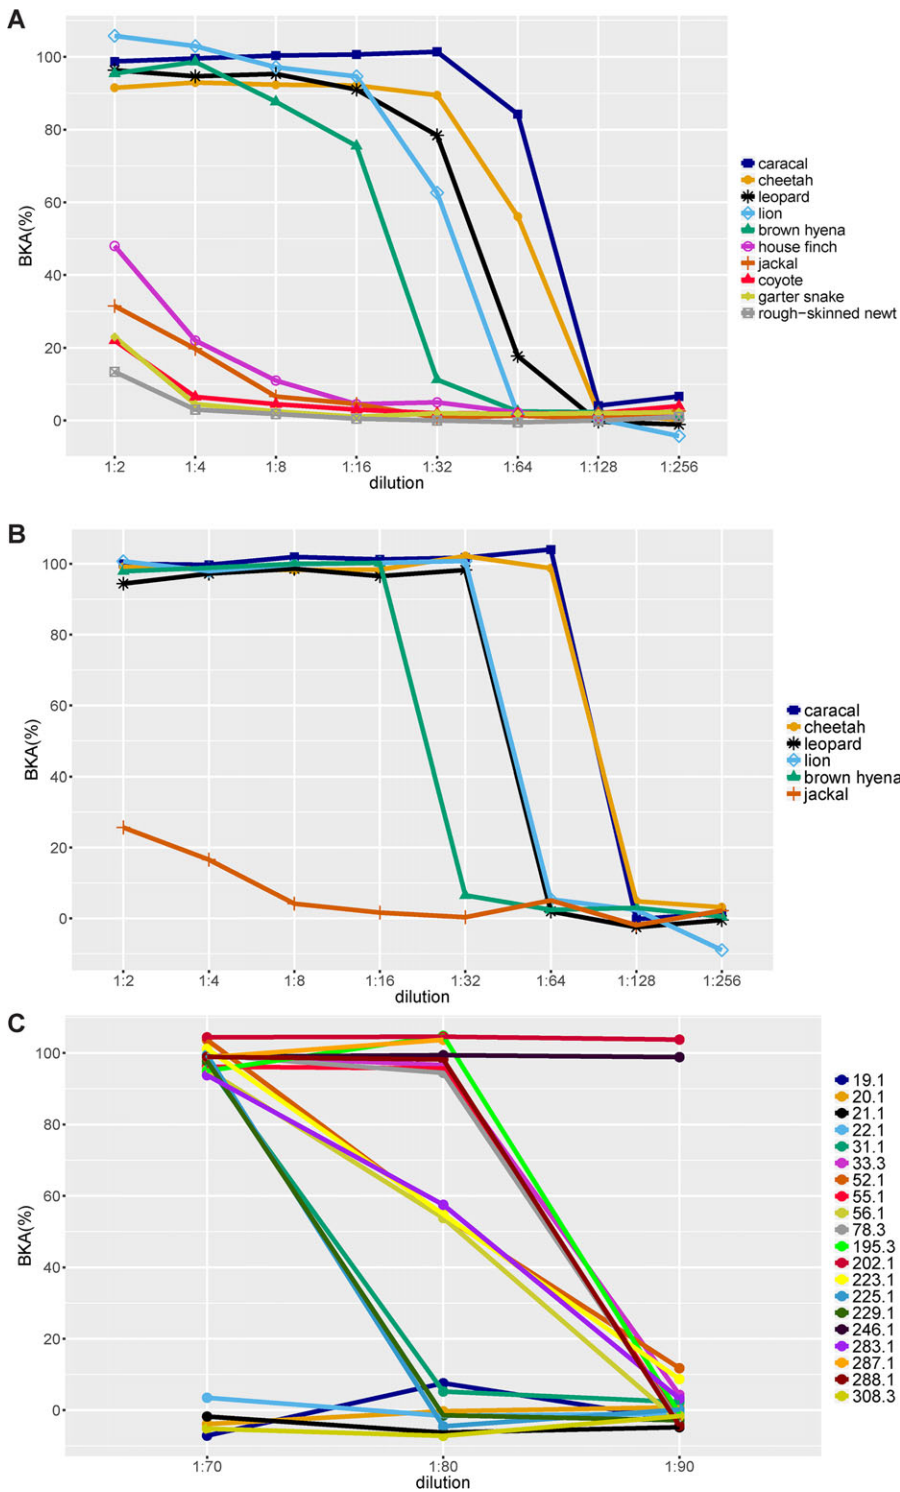 A
100
80
60
40
20
0
BKA(%)
1:2 1:4 1:8 1:16 1:32 1:64 1:128 1:256
dilution
caracal
cheetah
leopard
lion
brown hyena
house finch
jackal
coyote
garter snake
rough-skinned newt
B
100
80
60
40
20
0
BKA(%)
1:2 1:4 1:8 1:16 1:32 1:64 1:128 1:256
dilution
caracal
cheetah
leopard
lion
brown hyena
jackal
C
100
80
60
40
20
0
BKA(%)
1:70 1:80 1:90
dilution
19.1
20.1
21.1
22.1
31.1
33.3
52.1
55.1
56.1
78.3
195.3
202.1
223.1
225.1
229.1
246.1
283.1
287.1
288.1
308.3